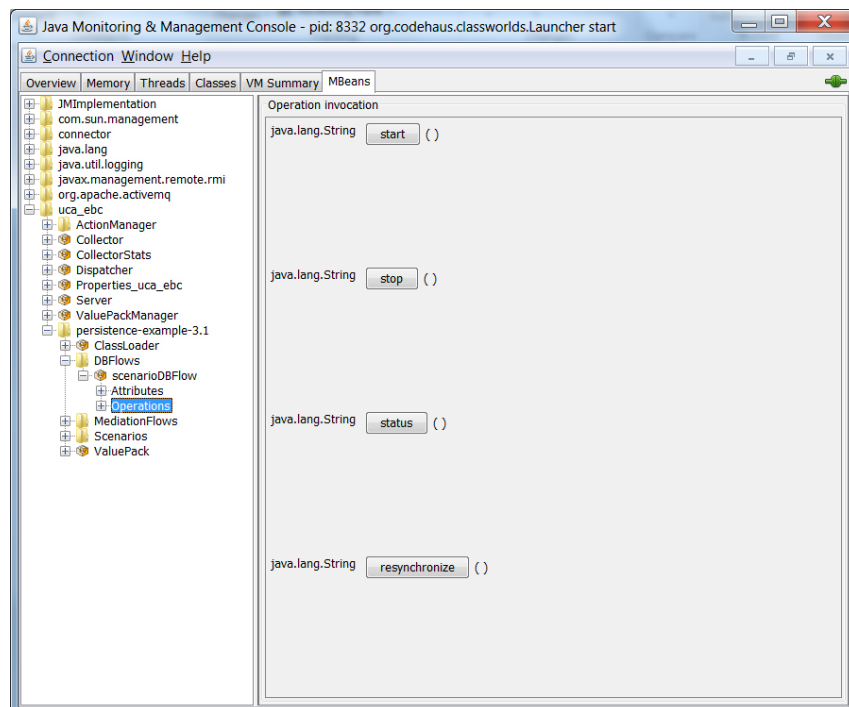 Java Monitoring & Management Console - pid: 8332 org.codehaus.classworlds.Launcher start
Connection Window Help
Overview Memory Threads Classes VM Summary MBeans
JMImplementation
com.sun.management
connector
java.lang
java.util.logging
javax.management.remote.rmi
org.apache.activemq
uca_ebc
ActionManager
Collector
CollectorStats
Dispatcher
Properties_uca_ebc
Server
ValuePackManager
persistence-example-3.1
ClassLoader
DBFlows
scenarioDBFlow
Attributes
Operations
MediationFlows
Scenarios
ValuePack
Operation invocation
java.lang.String start ( )
java.lang.String stop ( )
java.lang.String status ( )
java.lang.String resynchronize ( )